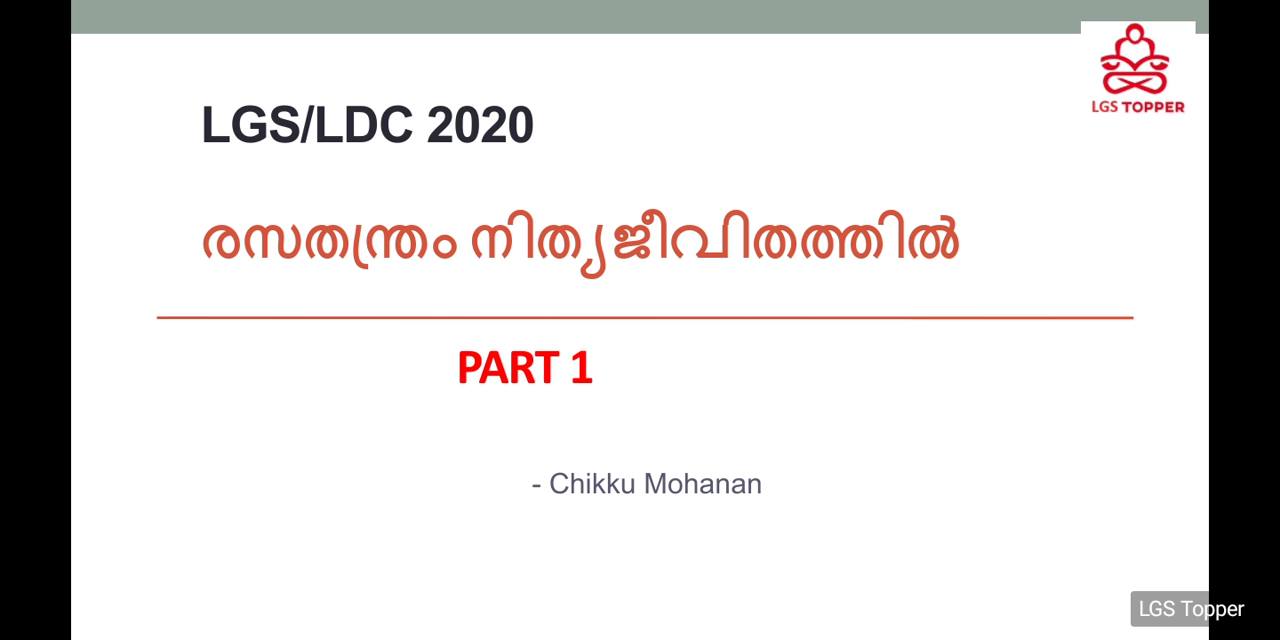 LGS TOPPER
LGS/LDC 2020
രസതന്ത്രം നിത്യജീവിതത്തിൽ
PART 1
- Chikku Mohanan
LGS Topper